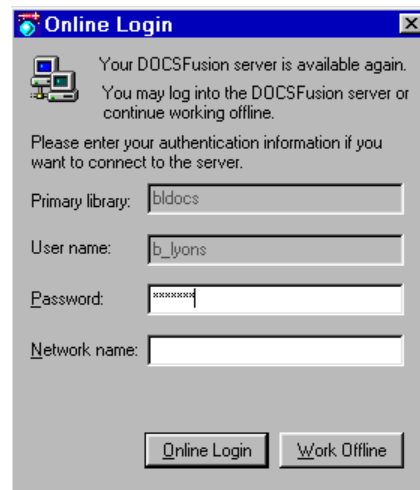 Online Login
Your DOCSFusion server is available again.
You may log into the DOCSFusion server or
continue working offline.
Please enter your authentication information if you
want to connect to the server.
Primary library: bldocs
User name: b_lyons
Password: *******
Network name:
Online Login Work Offline